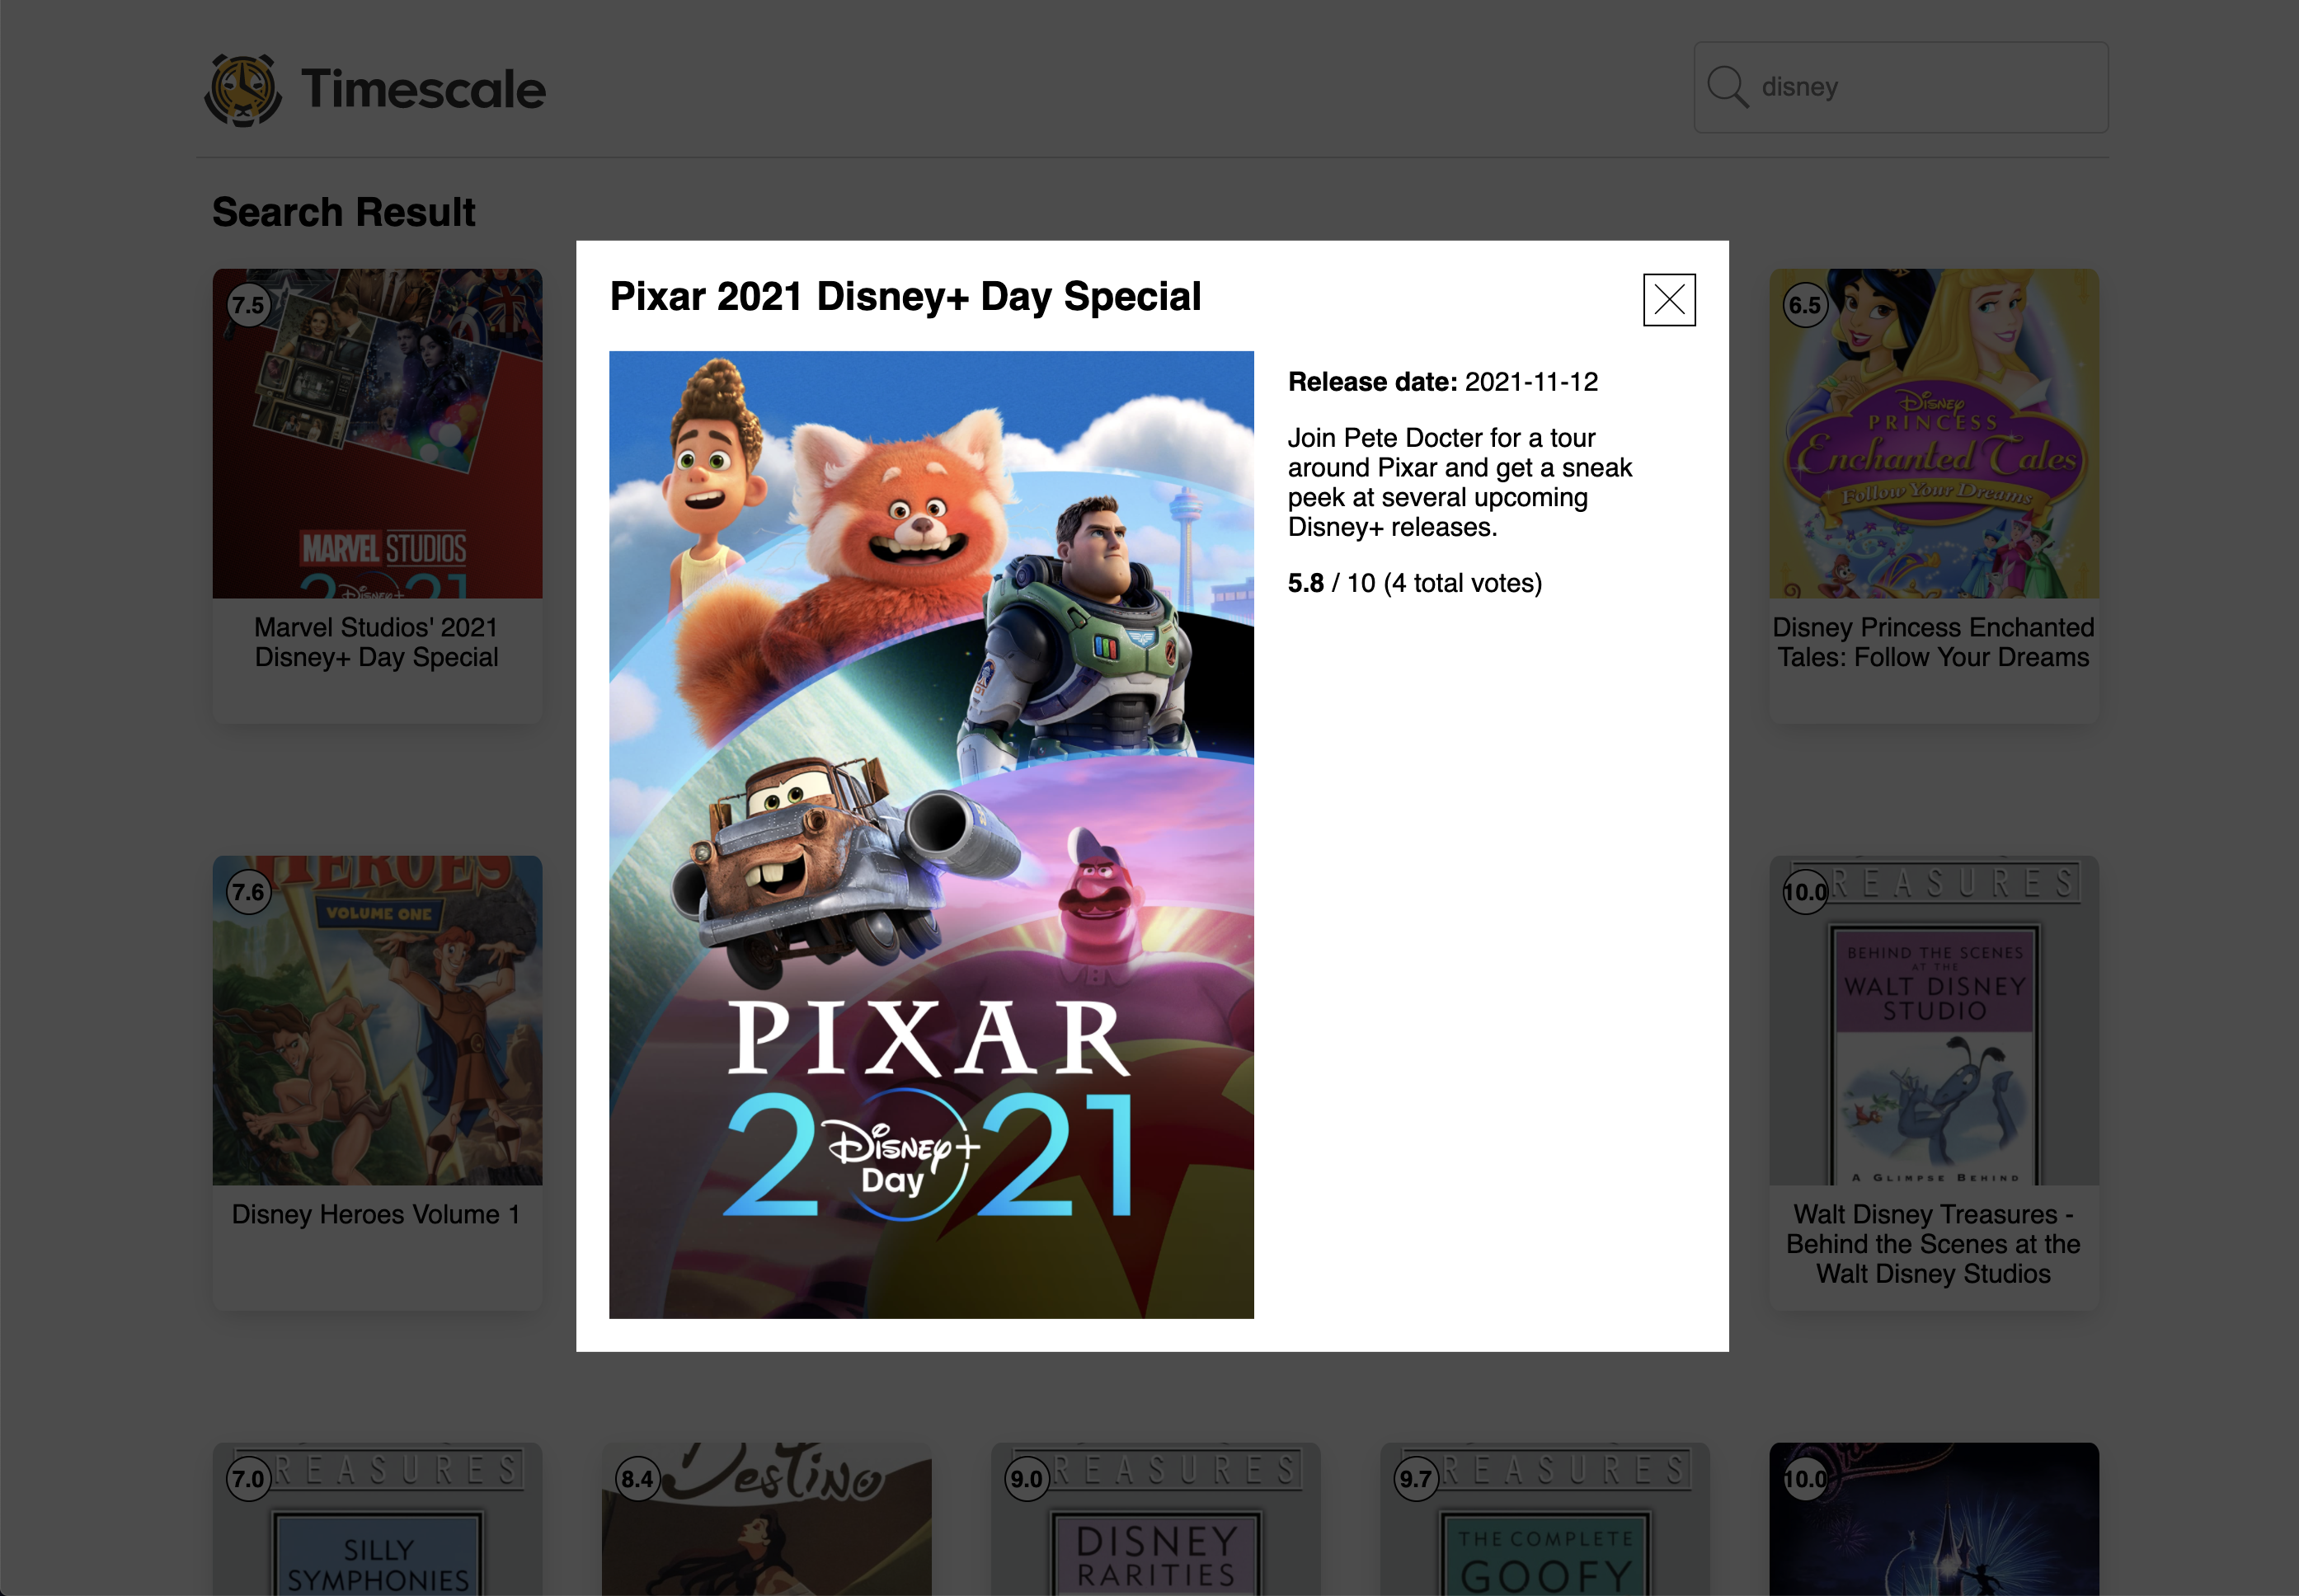 Timescale
disney
Search Result
Pixar 2021 Disney+ Day Special
Release date: 2021-11-12
Join Pete Docter for a tour
around Pixar and get a sneak
peek at several upcoming
Disney+ releases.
5.8 / 10 (4 total votes)
PIXAR
2021
Disney+
Day
7.5
MARVEL STUDIOS
2021
Disney+
Marvel Studios' 2021
Disney+ Day Special
6.5
Disney
PRINCESS
Enchanted Tales
Follow Your Dreams
Disney Princess Enchanted
Tales: Follow Your Dreams
7.6
HEROES
VOLUME ONE
Disney Heroes Volume 1
10.0
REASURES
BEHIND THE SCENES
AT THE
WALT DISNEY
STUDIO
A GLIMPSE BEHIND
Walt Disney Treasures -
Behind the Scenes at the
Walt Disney Studios
7.0
REASURES
SILLY
SYMPHONIES
8.4
Destino
9.0
REASURES
DISNEY
RARITIES
9.7
REASURES
THE COMPLETE
GOOFY
10.0